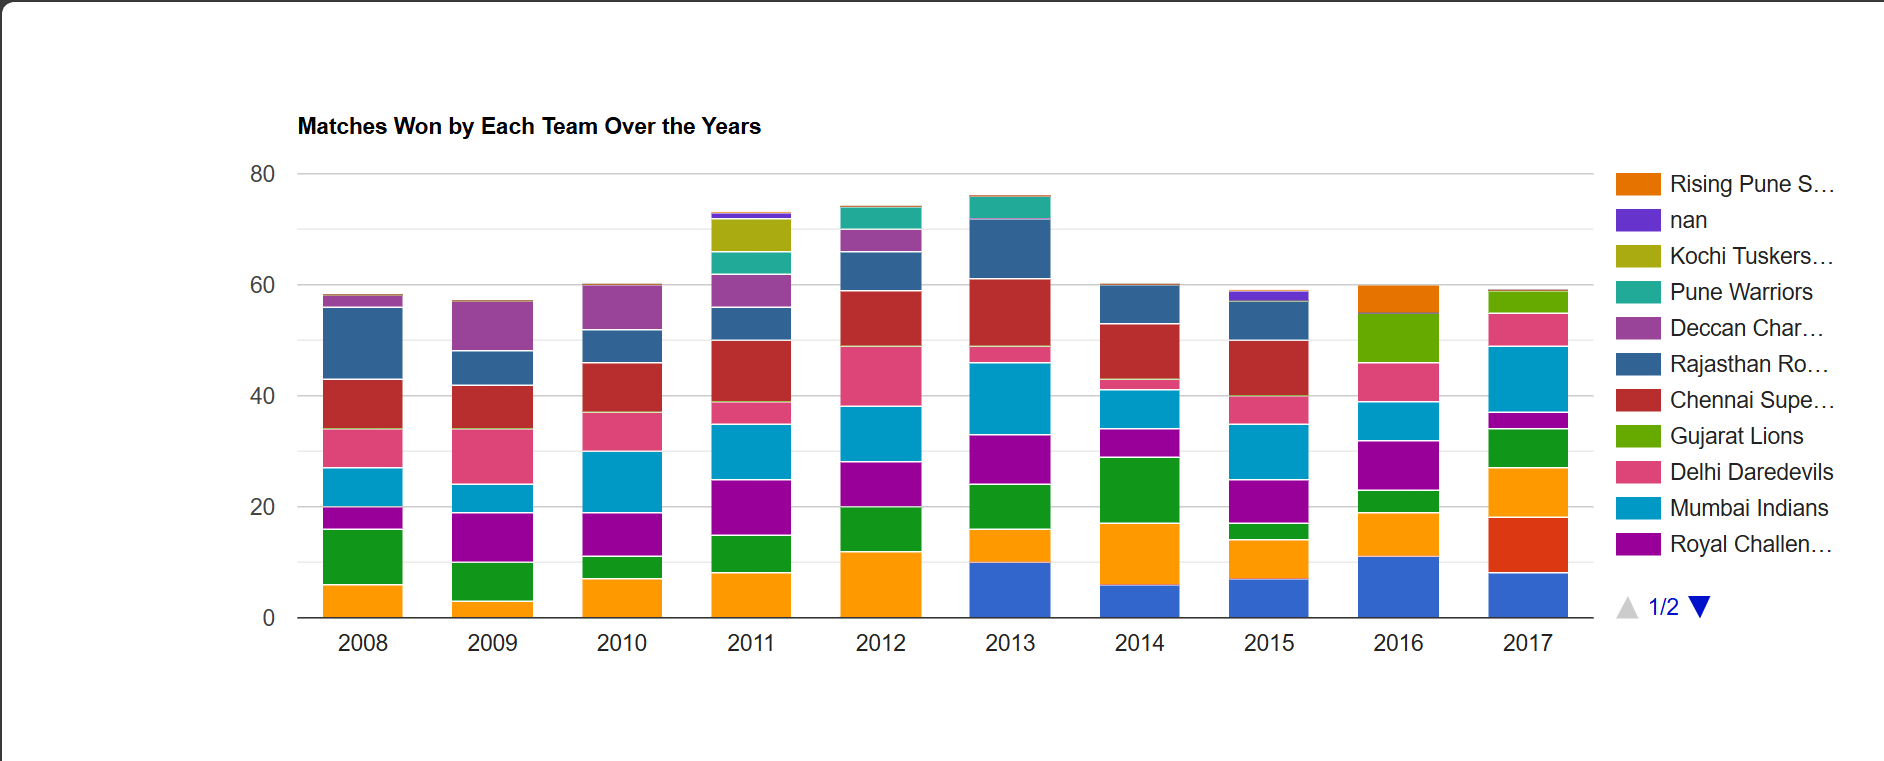 Matches Won by Each Team Over the Years
80
60
40
20
0
2008 2009 2010 2011 2012 2013 2014 2015 2016 2017
Rising Pune S...
nan
Kochi Tuskers...
Pune Warriors
Deccan Char...
Rajasthan Ro...
Chennai Supe...
Gujarat Lions
Delhi Daredevils
Mumbai Indians
Royal Challen...
1/2